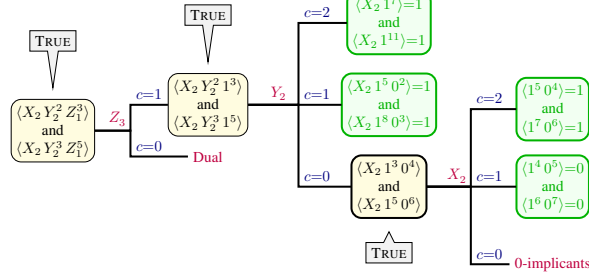 TRUE
TRUE
⟨X₂ Y₂² Z₁³⟩
and
⟨X₂ Y₂³ Z₁⁵⟩
Z₃
c=1
c=0
Dual
⟨X₂ Y₂² 1³⟩
and
⟨X₂ Y₂³ 1⁵⟩
Y₂
c=2
⟨X₂ 1⁷⟩=1
and
⟨X₂ 1¹¹⟩=1
c=1
⟨X₂ 1⁵ 0²⟩=1
and
⟨X₂ 1⁸ 0³⟩=1
c=0
⟨X₂ 1³ 0⁴⟩
and
⟨X₂ 1⁵ 0⁶⟩
TRUE
X₂
c=2
⟨1⁵ 0⁴⟩=1
and
⟨1⁷ 0⁶⟩=1
c=1
⟨1⁴ 0⁵⟩=0
and
⟨1⁶ 0⁷⟩=0
c=0
0-implicants